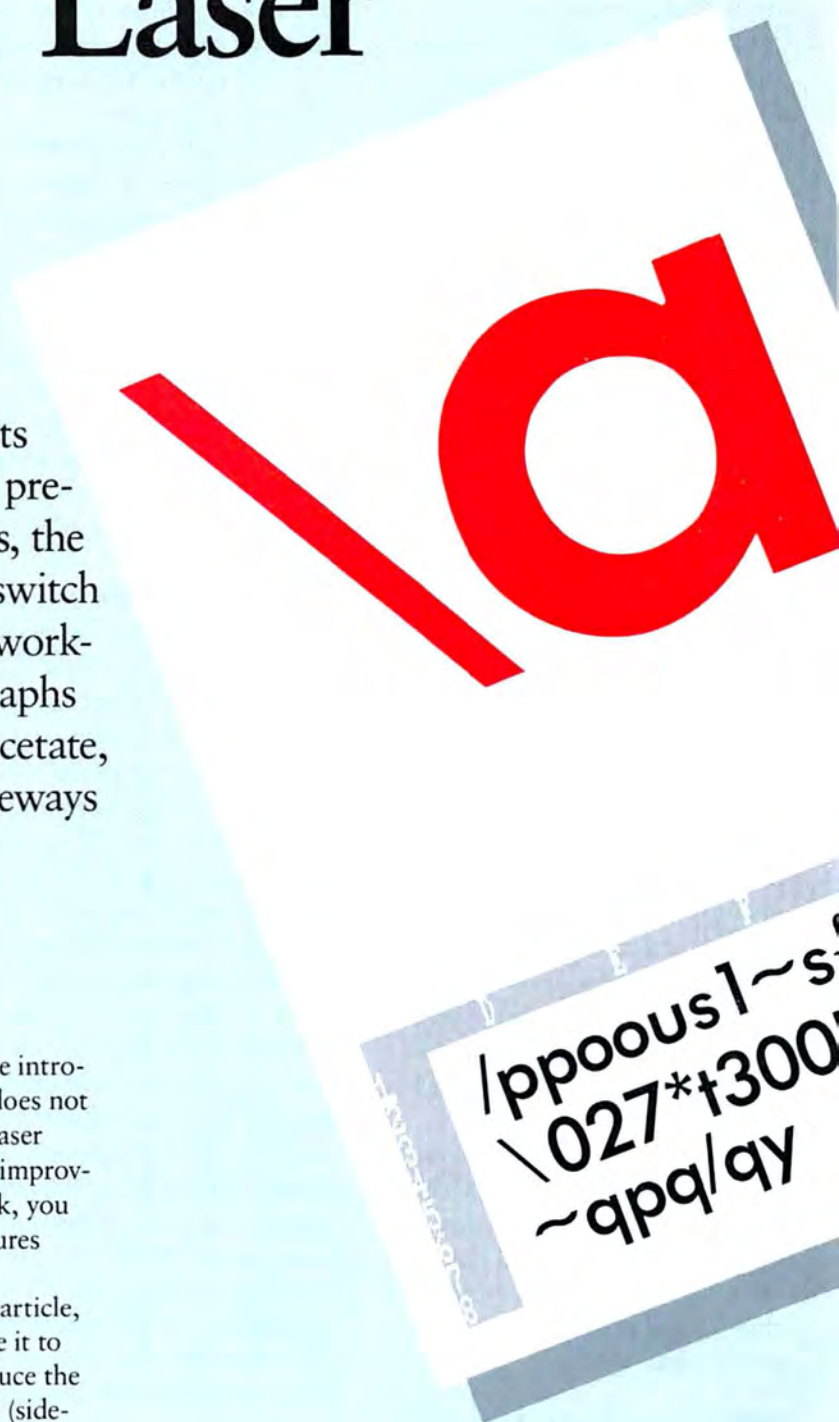 Laser
ts
pre-
s, the
switch
work-
aphs
cetate,
eways
e intro-
does not
aser
improv-
k, you
ures
article,
e it to
uce the
(side-
\a
D E F
/ppoous1~s
\027*t300
~qpq/qy